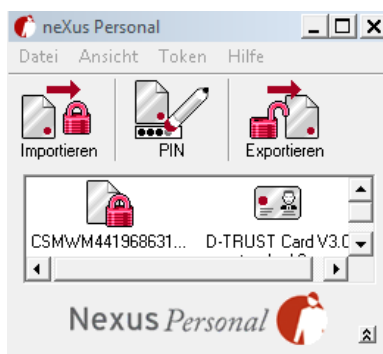 neXus Personal
Datei Ansicht Token Hilfe
Importieren PIN Exportieren
CSMWM441968631... D-TRUST Card V3.0
Nexus Personal